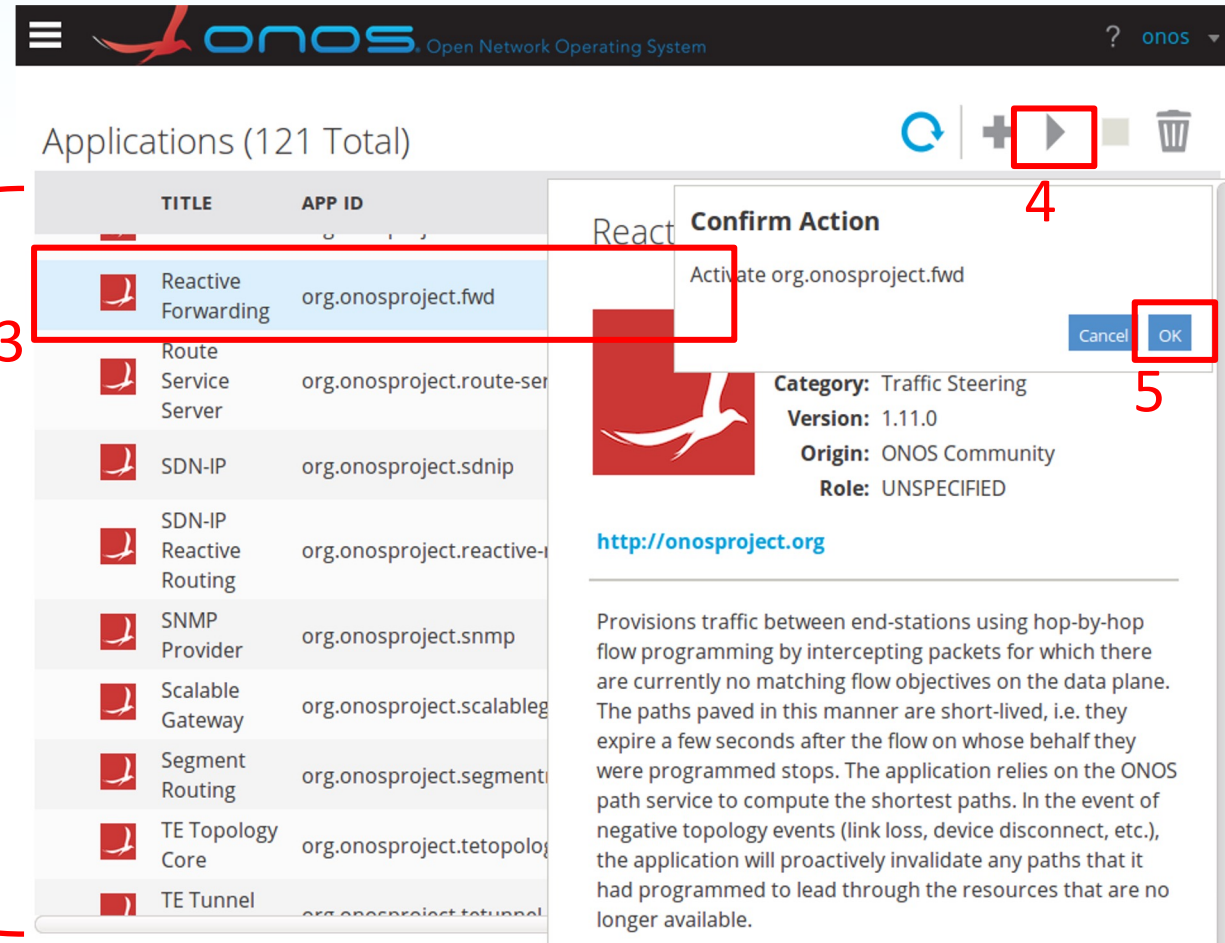 onos Open Network Operating System
? onos
Applications (121 Total)
4
TITLE APP ID
3
Reactive Forwarding org.onosproject.fwd
Route Service Server org.onosproject.route-ser
SDN-IP org.onosproject.sdnip
SDN-IP Reactive Routing org.onosproject.reactive-r
SNMP Provider org.onosproject.snmp
Scalable Gateway org.onosproject.scalableg
Segment Routing org.onosproject.segment
TE Topology Core org.onosproject.tetopolog
TE Tunnel org.onosproject.tetunnel
React
Confirm Action
Activate org.onosproject.fwd
Cancel OK
5
Category: Traffic Steering
Version: 1.11.0
Origin: ONOS Community
Role: UNSPECIFIED
http://onosproject.org
Provisions traffic between end-stations using hop-by-hop
flow programming by intercepting packets for which there
are currently no matching flow objectives on the data plane.
The paths paved in this manner are short-lived, i.e. they
expire a few seconds after the flow on whose behalf they
were programmed stops. The application relies on the ONOS
path service to compute the shortest paths. In the event of
negative topology events (link loss, device disconnect, etc.),
the application will proactively invalidate any paths that it
had programmed to lead through the resources that are no
longer available.